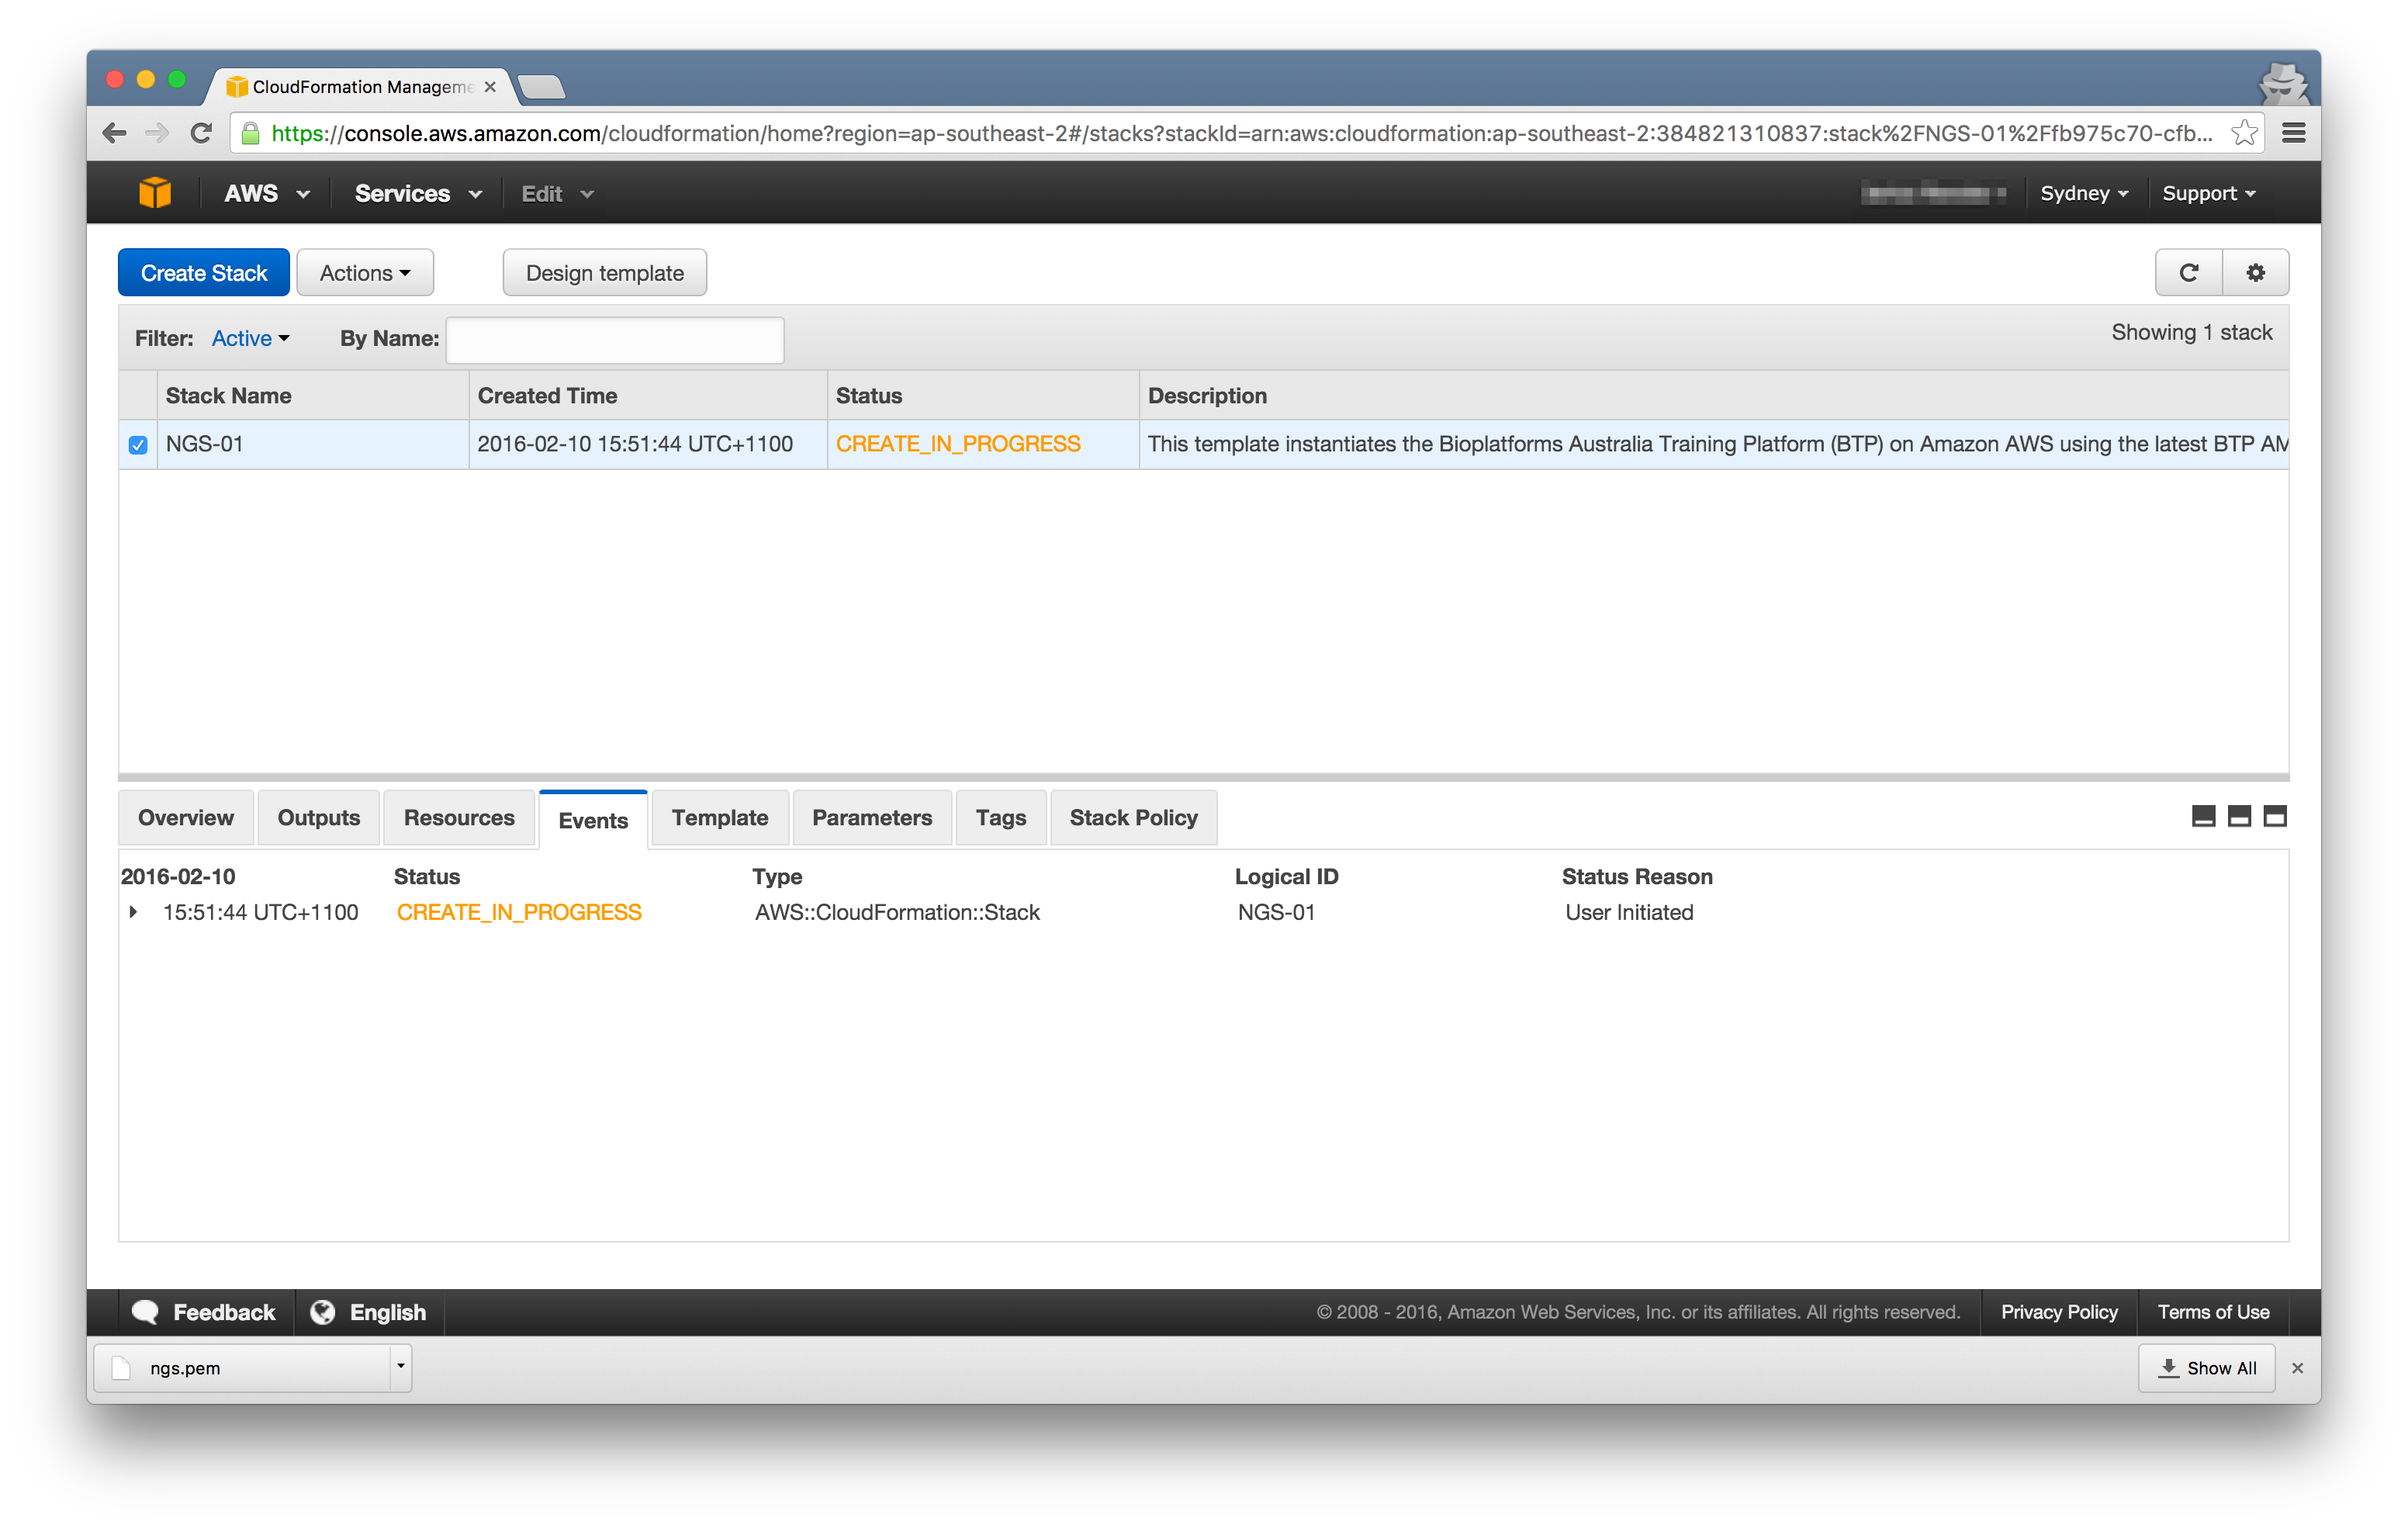 CloudFormation Manageme
https://console.aws.amazon.com/cloudformation/home?region=ap-southeast-2#/stacks?stackId=arn:aws:cloudformation:ap-southeast-2:384821310837:stack%2FNGS-01%2Ffb975c70-cfb...
AWS Services Edit Sydney Support
Create Stack Actions Design template
Filter: Active By Name: Showing 1 stack
Stack Name Created Time Status Description
NGS-01 2016-02-10 15:51:44 UTC+1100 CREATE_IN_PROGRESS This template instantiates the Bioplatforms Australia Training Platform (BTP) on Amazon AWS using the latest BTP AM
Overview Outputs Resources Events Template Parameters Tags Stack Policy
2016-02-10 Status Type Logical ID Status Reason
15:51:44 UTC+1100 CREATE_IN_PROGRESS AWS::CloudFormation::Stack NGS-01 User Initiated
Feedback English © 2008 - 2016, Amazon Web Services, Inc. or its affiliates. All rights reserved. Privacy Policy Terms of Use
ngs.pem Show All